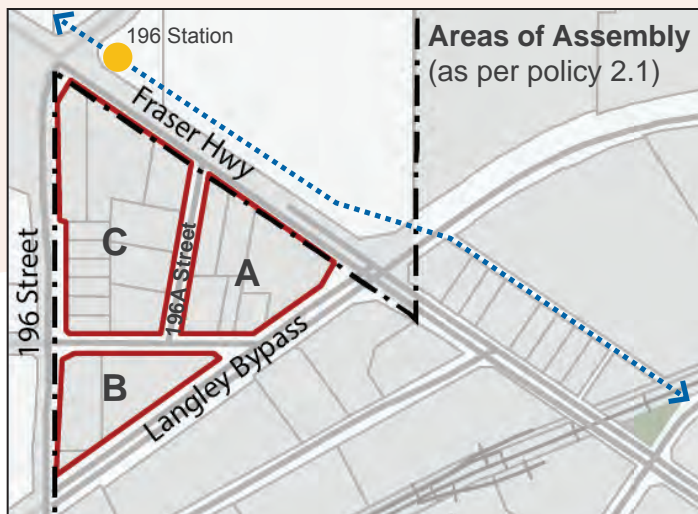 196 Station
Areas of Assembly
(as per policy 2.1)
Fraser Hwy
C
196A Street
A
196 Street
B
Langley Bypass